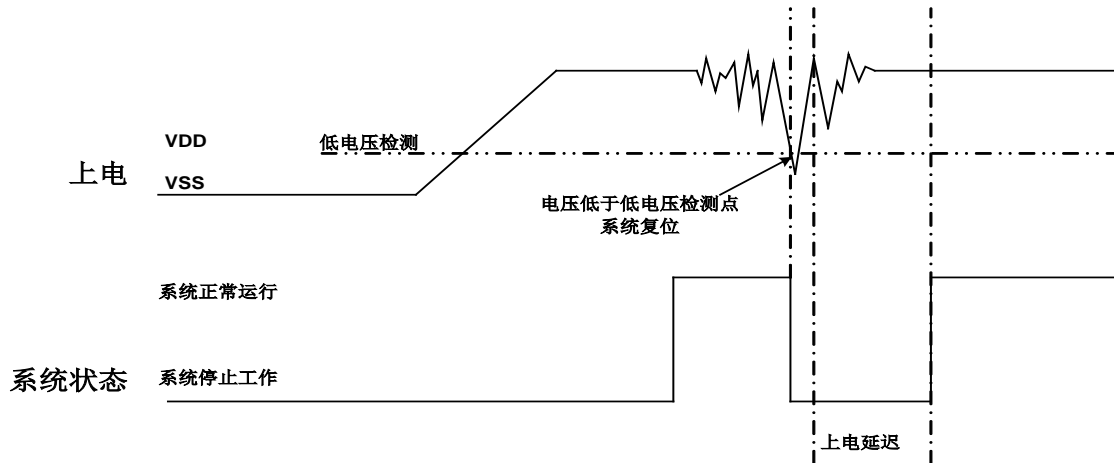 VDD
低电压检测
上电
VSS
电压低于低电压检测点
系统复位
系统正常运行
系统状态
系统停止工作
上电延迟